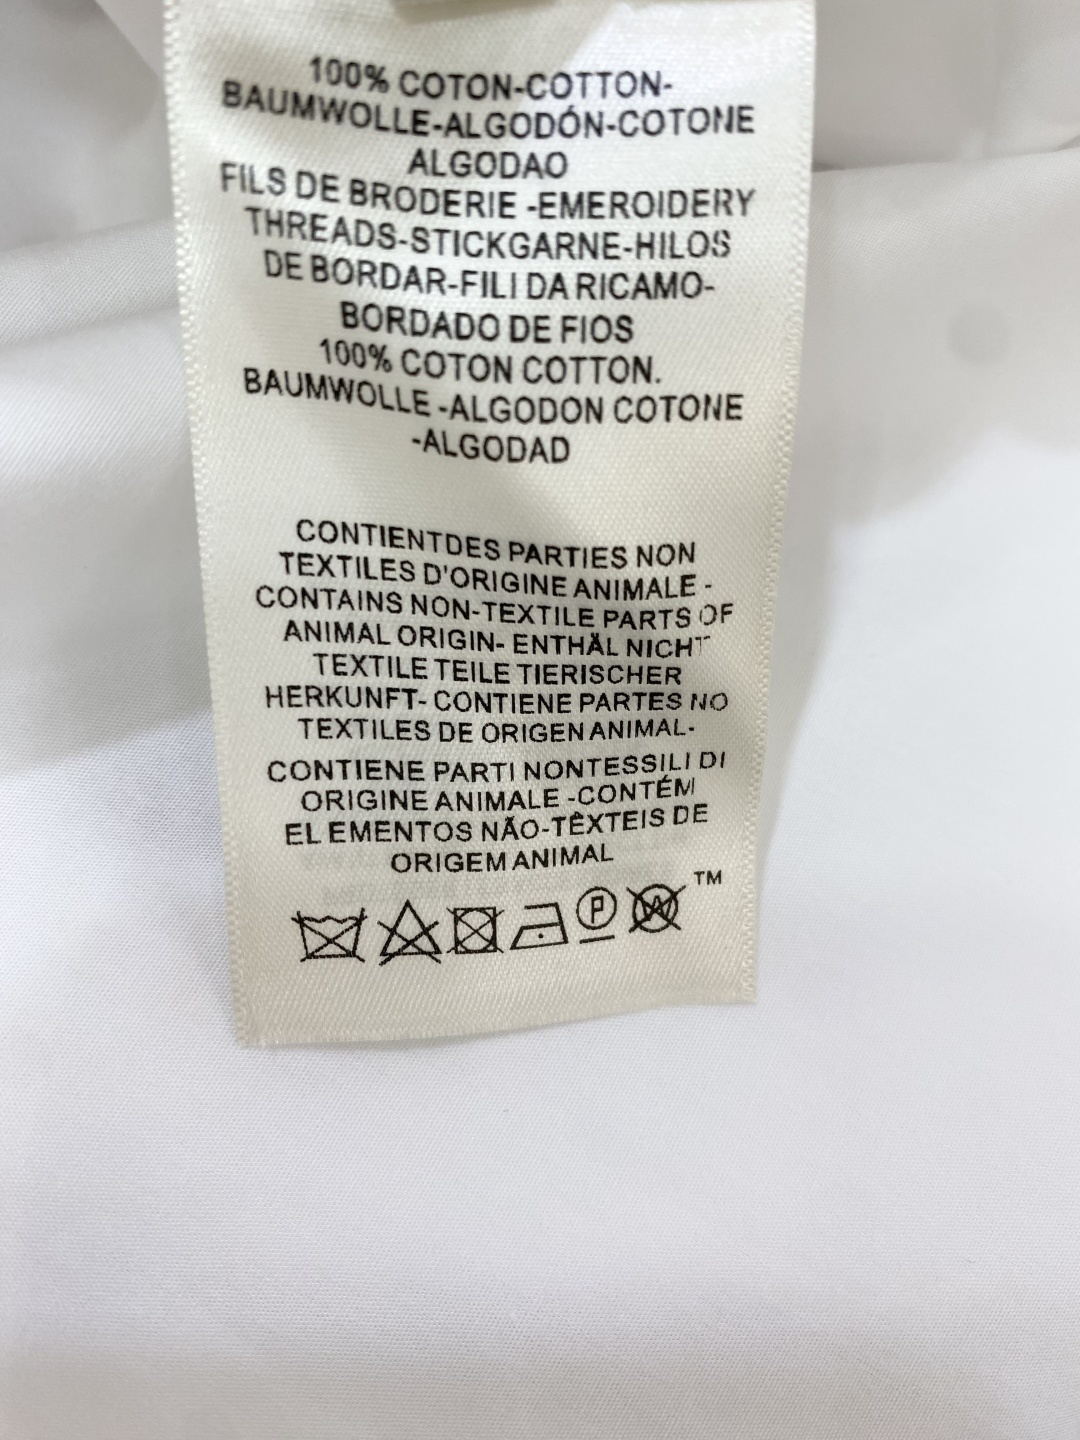 100% COTON-COTTON-
BAUMWOLLE-ALGODÓN-COTONE
ALGODAO
FILS DE BRODERIE -EMEROIDERY
THREADS-STICKGARNE-HILOS
DE BORDAR-FILI DA RICAMO-
BORDADO DE FIOS
100% COTON COTTON.
BAUMWOLLE -ALGODON COTONE
-ALGODAD
CONTIENTDES PARTIES NON
TEXTILES D'ORIGINE ANIMALE -
CONTAINS NON-TEXTILE PARTS OF
ANIMAL ORIGIN- ENTHÄL NICHT
TEXTILE TEILE TIERISCHER
HERKUNFT- CONTIENE PARTES NO
TEXTILES DE ORIGEN ANIMAL-
CONTIENE PARTI NONTESSILI DI
ORIGINE ANIMALE -CONTÉM
EL EMENTOS NÃO-TÊXTEIS DE
ORIGEM ANIMAL
P W TM